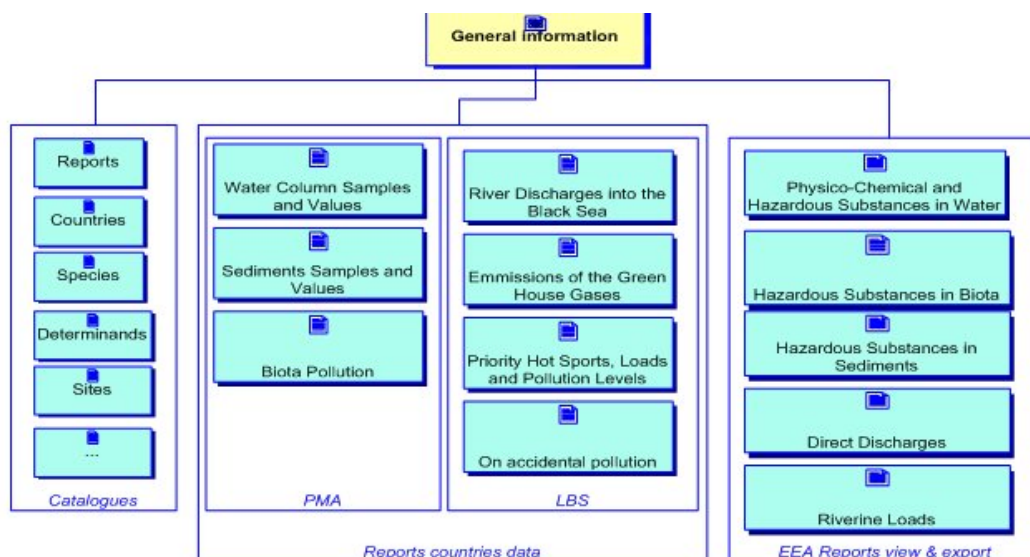 General information
Reports
Countries
Species
Determinands
Sites
...
Catalogues
Water Column Samples
and Values
Sediments Samples and
Values
Biota Pollution
PMA
River Discharges into the
Black Sea
Emmissions of the Green
House Gases
Priority Hot Sports, Loads
and Pollution Levels
On accidental pollution
LBS
Reports countries data
Physico-Chemical and
Hazardous Substances in Water
Hazardous Substances in Biota
Hazardous Substances in
Sediments
Direct Discharges
Riverine Loads
EEA Reports view & export